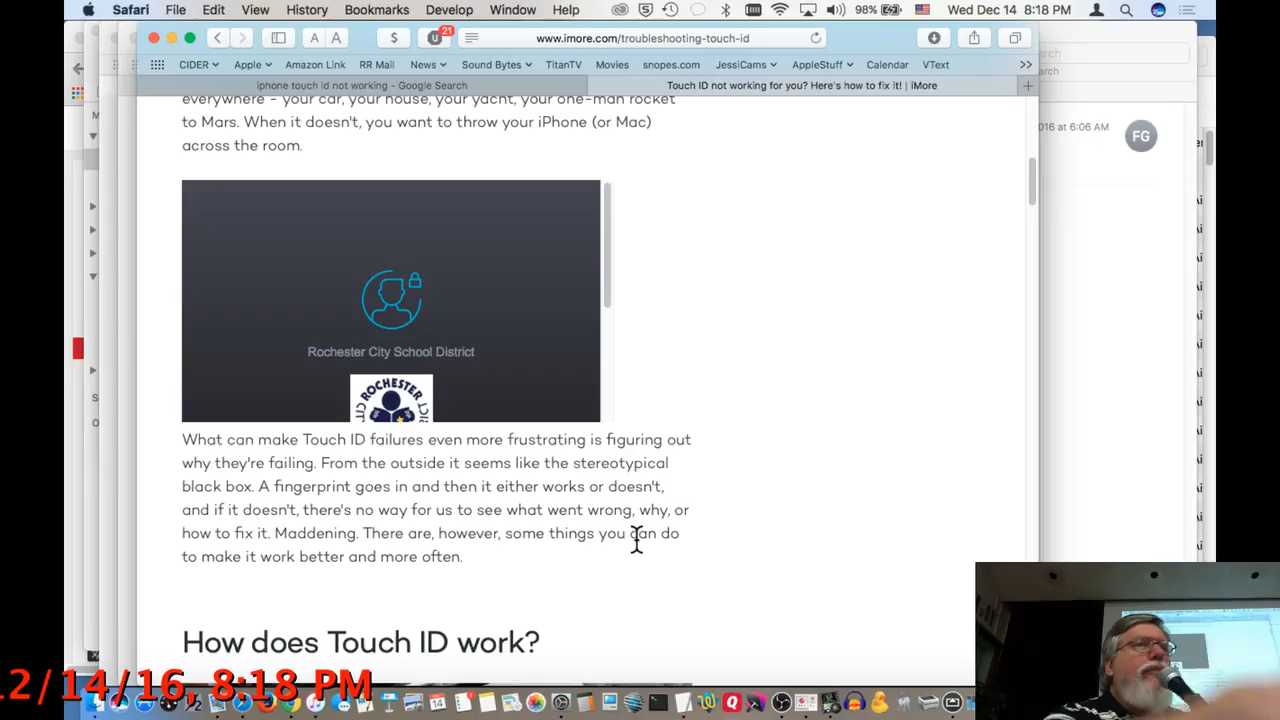 Safari File Edit View History Bookmarks Develop Window Help 98% Wed Dec 14 8:18 PM
A A $ 21 www.imore.com/troubleshooting-touch-id
CIDER Apple Amazon Link RR Mail News Sound Bytes TitanTV Movies snopes.com JessiCams AppleStuff Calendar VText
iphone touch id not working - Google Search Touch ID not working for you? Here's how to fix it! | iMore
everywhere - your car, your house, your yacht, your one-man rocket
to Mars. When it doesn't, you want to throw your iPhone (or Mac)
across the room.
016 at 6:06 AM
FG
Rochester City School District
ROCHESTER
What can make Touch ID failures even more frustrating is figuring out
why they're failing. From the outside it seems like the stereotypical
black box. A fingerprint goes in and then it either works or doesn't,
and if it doesn't, there's no way for us to see what went wrong, why, or
how to fix it. Maddening. There are, however, some things you can do
to make it work better and more often.
How does Touch ID work?
2/14/16, 8:18 PM